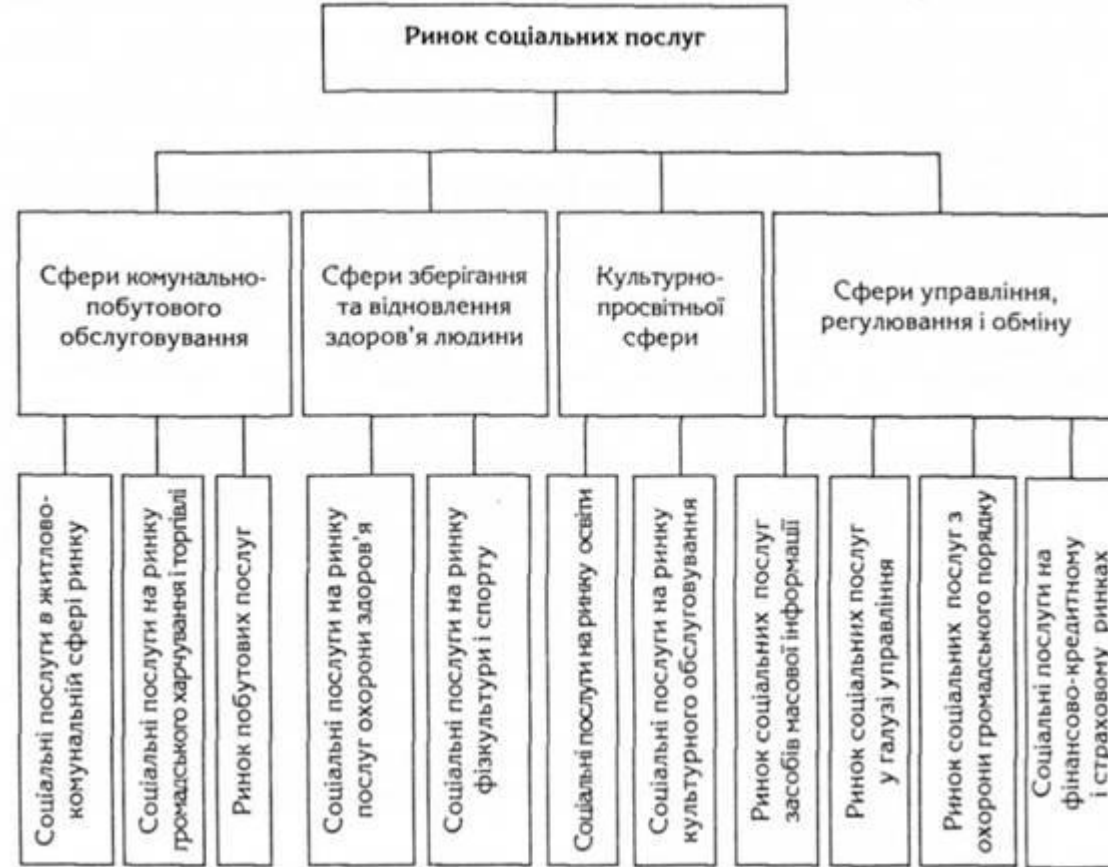 Ринок соціальних послуг
Сфери комунально-
побутового
обслуговування
Сфери зберігання
та відновлення
здоров’я людини
Культурно-
просвітньої
сфери
Сфери управління,
регулювання і обміну
Соціальні послуги в житлово-
комунальній сфері ринку
Соціальні послуги на ринку
громадського харчування і торгівлі
Ринок побутових послуг
Соціальні послуги на ринку
послуг охорони здоров’я
Соціальні послуги на ринку
фізкультури і спорту
Соціальні послуги на ринку освіти
Соціальні послуги на ринку
культурного обслуговування
Ринок соціальних послуг
засобів масової інформації
Ринок соціальних послуг
у галузі управління
Ринок соціальних послуг з
охорони громадського порядку
Соціальні послуги на
фінансово-кредитному
і страховому ринках